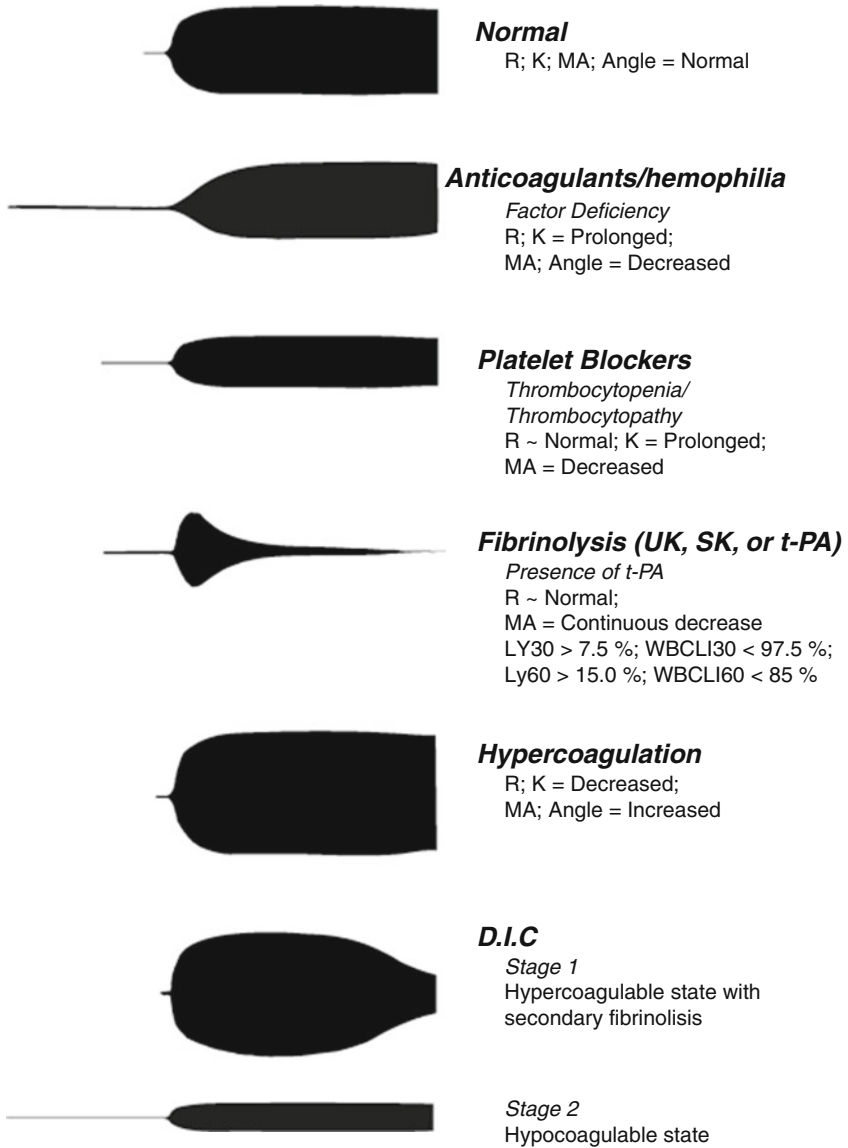 Normal
R; K; MA; Angle = Normal
Anticoagulants/hemophilia
Factor Deficiency
R; K = Prolonged;
MA; Angle = Decreased
Platelet Blockers
Thrombocytopenia/
Thrombocytopathy
R ~ Normal; K = Prolonged;
MA = Decreased
Fibrinolysis (UK, SK, or t-PA)
Presence of t-PA
R ~ Normal;
MA = Continuous decrease
LY30 > 7.5 %; WBCLI30 < 97.5 %;
Ly60 > 15.0 %; WBCLI60 < 85 %
Hypercoagulation
R; K = Decreased;
MA; Angle = Increased
D.I.C
Stage 1
Hypercoagulable state with
secondary fibrinolisis
Stage 2
Hypocoagulable state